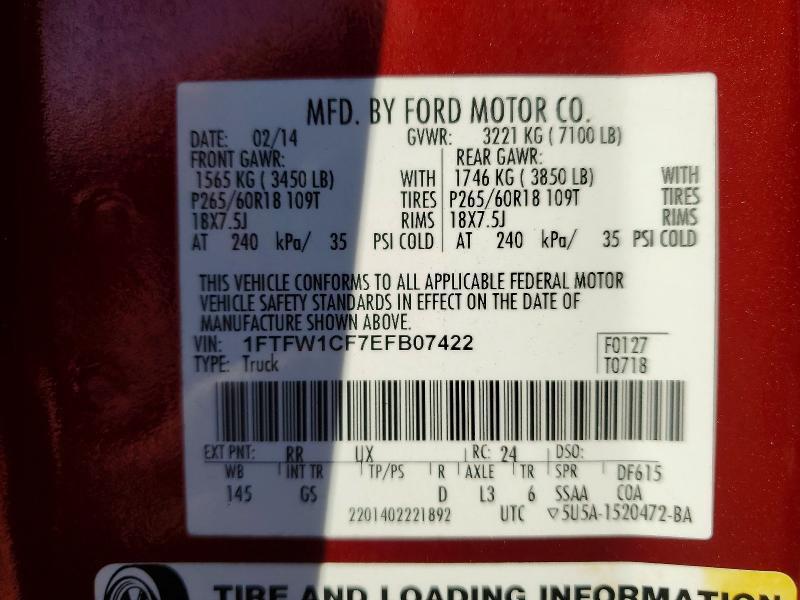 MFD. BY FORD MOTOR CO.
DATE: 02/14 GVWR: 3221 KG ( 7100 LB)
FRONT GAWR: REAR GAWR:
1565 KG ( 3450 LB) WITH 1746 KG ( 3850 LB) WITH
P265/60R18 109T TIRES P265/60R18 109T TIRES
18X7.5J RIMS 18X7.5J RIMS
AT 240 kPa/ 35 PSI COLD AT 240 kPa/ 35 PSI COLD
THIS VEHICLE CONFORMS TO ALL APPLICABLE FEDERAL MOTOR
VEHICLE SAFETY STANDARDS IN EFFECT ON THE DATE OF
MANUFACTURE SHOWN ABOVE.
VIN: 1FTFW1CF7EFB07422 F0127
TYPE: Truck T0718
EXT PNT: RR UX RC: 24 DSO:
WB INT TR TP/PS R AXLE TR SPR DF615
145 GS D L3 6 SSAA COA
2201402221892 UTC ▽5U5A-1520472-BA
TIRE AND LOADING INFORMATION